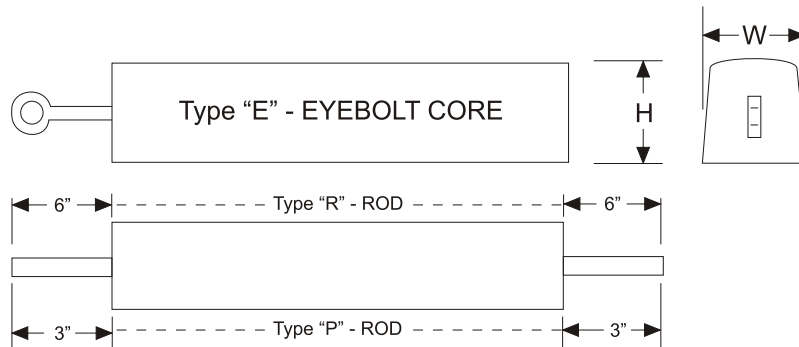 W
Type “E” - EYEBOLT CORE
H
6”
Type “R” - ROD
6”
3”
Type “P” - ROD
3”